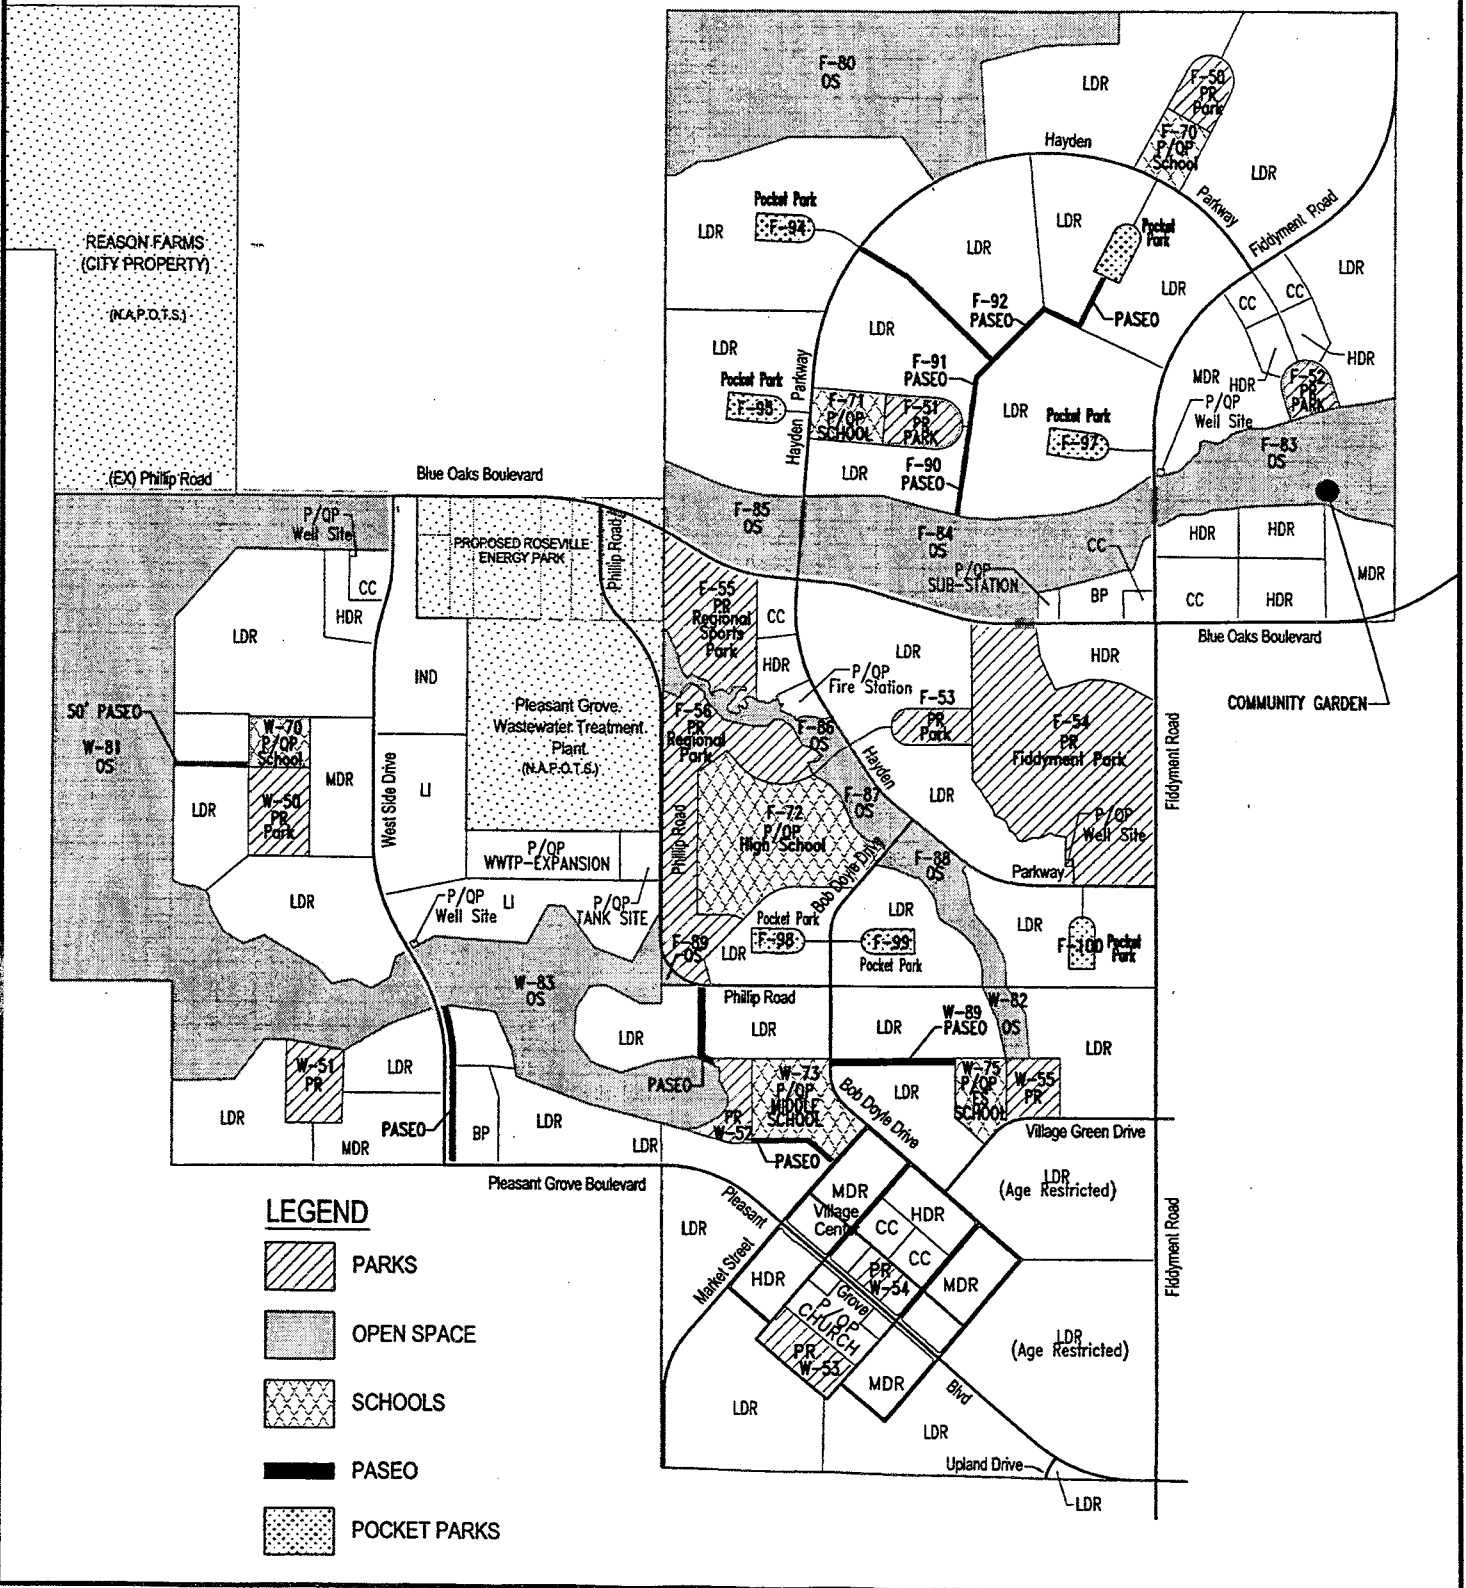 F-80
OS
LDR
F-50
PR
Park
F-70
P/QP
School
Hayden
LDR
Parkway
Fiddyment Road
Pocket Park
F-94
LDR
LDR
LDR
Pocket
Park
LDR
LDR
CC
CC
REASON FARMS
(CITY PROPERTY)
(N.A.P.O.T.S.)
F-92
PASEO
PASEO
LDR
LDR
HDR
F-91
PASEO
Hayden Parkway
Pocket Park
F-95
F-71
P/QP
SCHOOL
F-51
PR
PARK
LDR
Pocket Park
F-97
MDR
HDR
F-52
PR
PARK
P/QP
Well Site
F-83
OS
LDR
F-90
PASEO
(EX) Phillip Road
Blue Oaks Boulevard
F-85
OS
F-84
OS
P/QP
Well Site
PROPOSED ROSEVILLE
ENERGY PARK
Phillip Road
HDR
HDR
CC
P/QP
SUB-STATION
BP
CC
HDR
MDR
Blue Oaks Boulevard
COMMUNITY GARDEN
CC
HDR
LDR
F-55
PR
Regional
Sports
Park
CC
HDR
LDR
P/QP
Fire Station
HDR
IND
Pleasant Grove
Wastewater Treatment
Plant
(N.A.P.O.T.S.)
F-56
PR
Regional
Park
F-86
OS
F-53
PR
Park
F-54
PR
Fiddyment Park
Fiddyment Road
50' PASEO
W-81
OS
W-70
P/QP
School
W-50
PR
Park
LDR
MDR
West Side Drive
LI
Hayden
F-87
OS
LDR
P/QP
Well Site
Phillip Road
F-72
P/QP
High School
Bob Doyle Drive
F-88
OS
Parkway
P/QP
WWTP-EXPANSION
P/QP
TANK SITE
LDR
P/QP
Well Site
LI
LDR
LDR
Pocket Park
F-98
F-99
Pocket Park
F-100
Pocket
Park
F-89
OS
LDR
W-83
OS
Phillip Road
W-82
OS
W-89
PASEO
LDR
LDR
LDR
LDR
W-51
PR
LDR
PASEO
W-73
P/QP
MIDDLE
SCHOOL
PR
W-52
LDR
Bob Doyle Drive
W-75
P/QP
ES
SCHOOL
W-55
PR
Village Green Drive
LDR
MDR
PASEO
BP
LDR
LDR
PASEO
Pleasant Grove Boulevard
LDR
(Age Restricted)
Pleasant
MDR
Village
Center
HDR
CC
CC
LDR
Market Street
HDR
PR
W-54
MDR
Fiddyment Road
Grove
P/QP
CHURCH
PR
W-53
MDR
LDR
(Age Restricted)
Blvd
LDR
LDR
Upland Drive
LDR
LEGEND
PARKS
OPEN SPACE
SCHOOLS
PASEO
POCKET PARKS